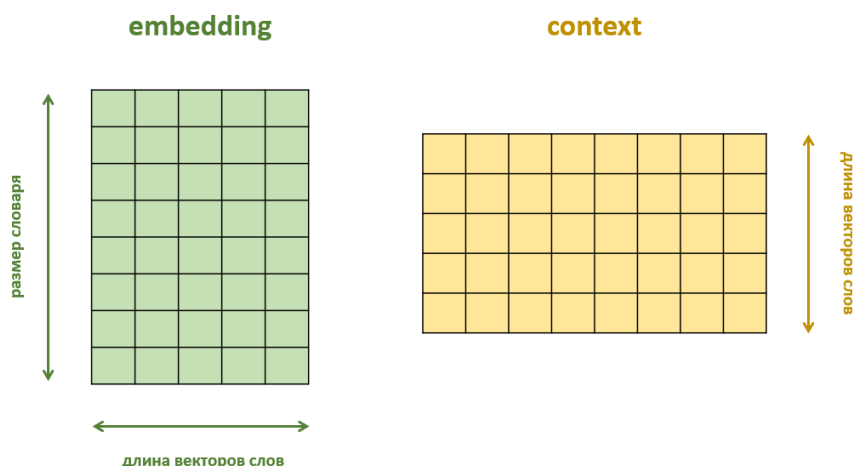 embedding
context
размер словаря
длина векторов слов
длина векторов слов